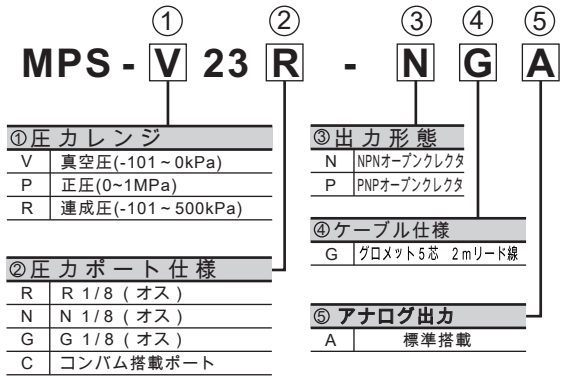 ① ② ③ ④ ⑤
MPS - V 23 R - N G A
①圧力レンジ
V 真空圧(-101~0kPa)
P 正圧(0~1MPa)
R 連成圧(-101~500kPa)
②圧力ポート仕様
R R 1/8 (オス)
N N 1/8 (オス)
G G 1/8 (オス)
C コンバム搭載ポート
③出力形態
N NPNオープンクレクタ
P PNPオープンクレクタ
④ケーブル仕様
G グロメット5芯 2mリード線
⑤ アナログ出力
A 標準搭載